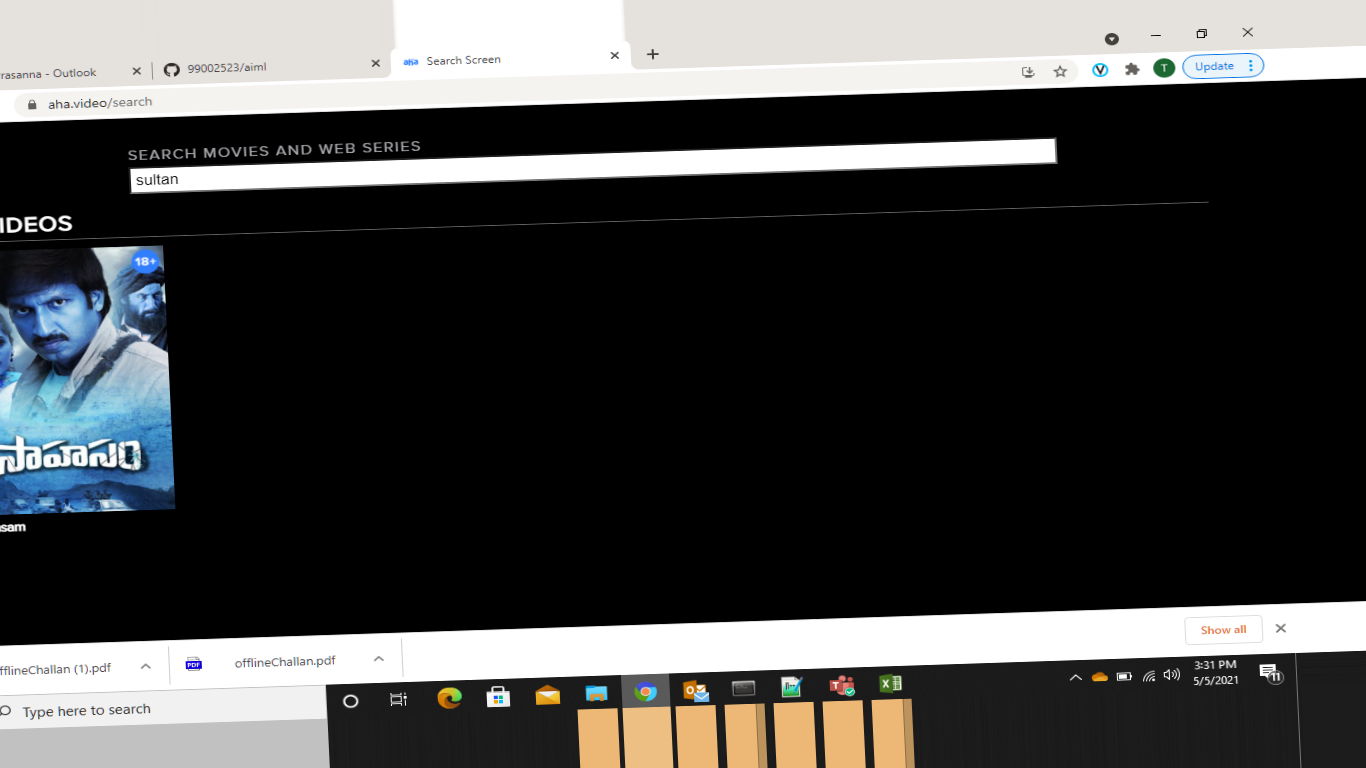 rasanna - Outlook
99002523/aiml
aha Search Screen
aha.video/search
T
Update
SEARCH MOVIES AND WEB SERIES
sultan
IDEOS
18+
సాహసం
sam
fflineChallan (1).pdf
PDF
offlineChallan.pdf
Show all
Type here to search
3:31 PM
5/5/2021
11